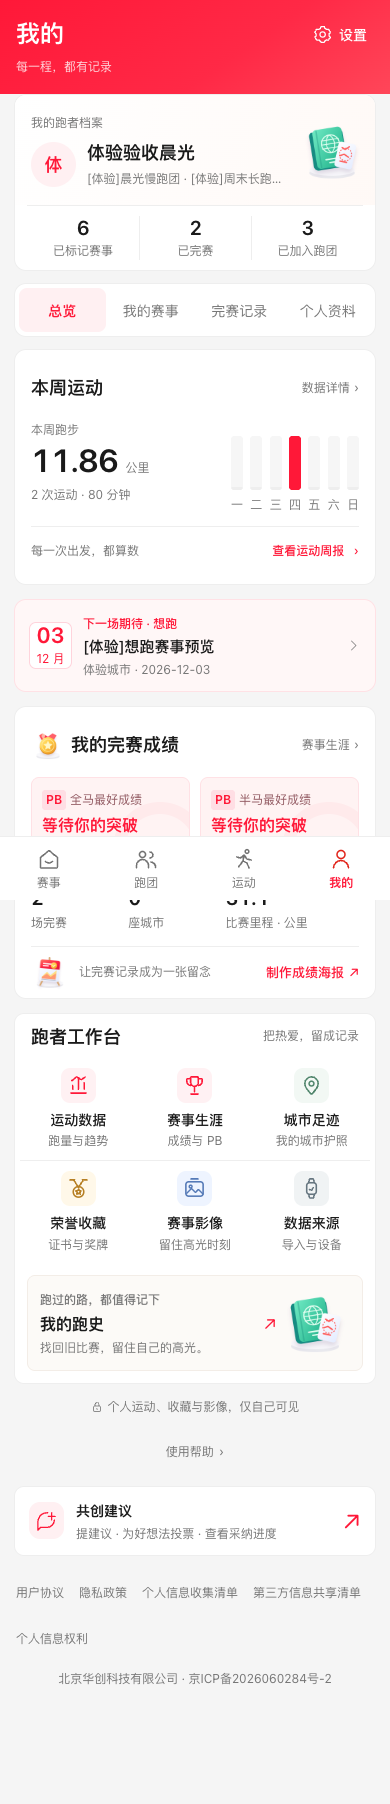 我的
设置
每一程，都有记录
我的跑者档案
体
体验验收晨光
[体验]晨光慢跑团 · [体验]周末长跑...
6
2
3
已标记赛事
已完赛
已加入跑团
总览
我的赛事
完赛记录
个人资料
本周运动
数据详情 ›
本周跑步
11.86 公里
2 次运动 · 80 分钟
一 二 三 四 五 六 日
每一次出发，都算数
查看运动周报 ›
03
12 月
下一场期待 · 想跑
[体验]想跑赛事预览
体验城市 · 2026-12-03
我的完赛成绩
赛事生涯 ›
PB 全马最好成绩
等待你的突破
PB 半马最好成绩
等待你的突破
赛事
跑团
运动
我的
场完赛
座城市
比赛里程 · 公里
让完赛记录成为一张留念
制作成绩海报
跑者工作台
把热爱，留成记录
运动数据
赛事生涯
城市足迹
跑量与趋势
成绩与 PB
我的城市护照
荣誉收藏
赛事影像
数据来源
证书与奖牌
留住高光时刻
导入与设备
跑过的路，都值得记下
我的跑史
找回旧比赛，留住自己的高光。
个人运动、收藏与影像，仅自己可见
使用帮助 ›
共创建议
提建议 · 为好想法投票 · 查看采纳进度
用户协议
隐私政策
个人信息收集清单
第三方信息共享清单
个人信息权利
北京华创科技有限公司 · 京ICP备2026060284号-2